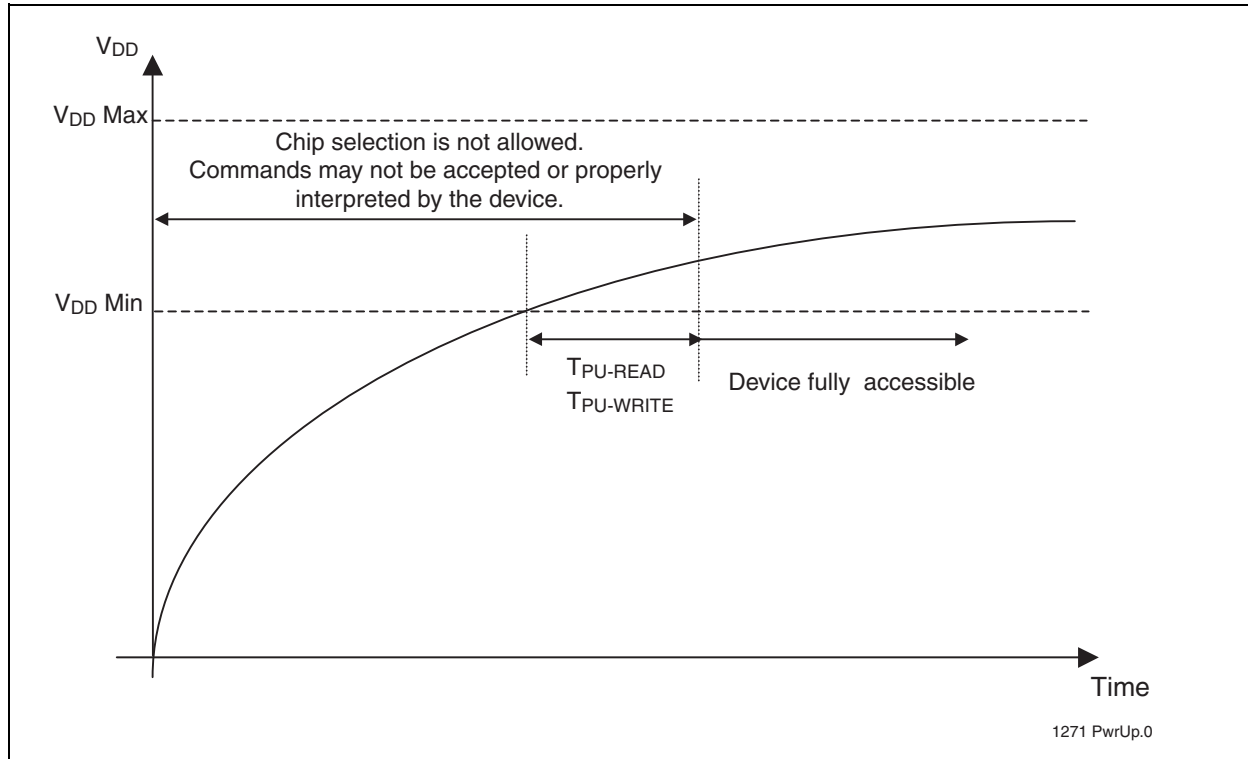 VDD
VDD Max
Chip selection is not allowed.
Commands may not be accepted or properly
interpreted by the device.
VDD Min
TPU-READ
TPU-WRITE
Device fully accessible
Time
1271 PwrUp.0